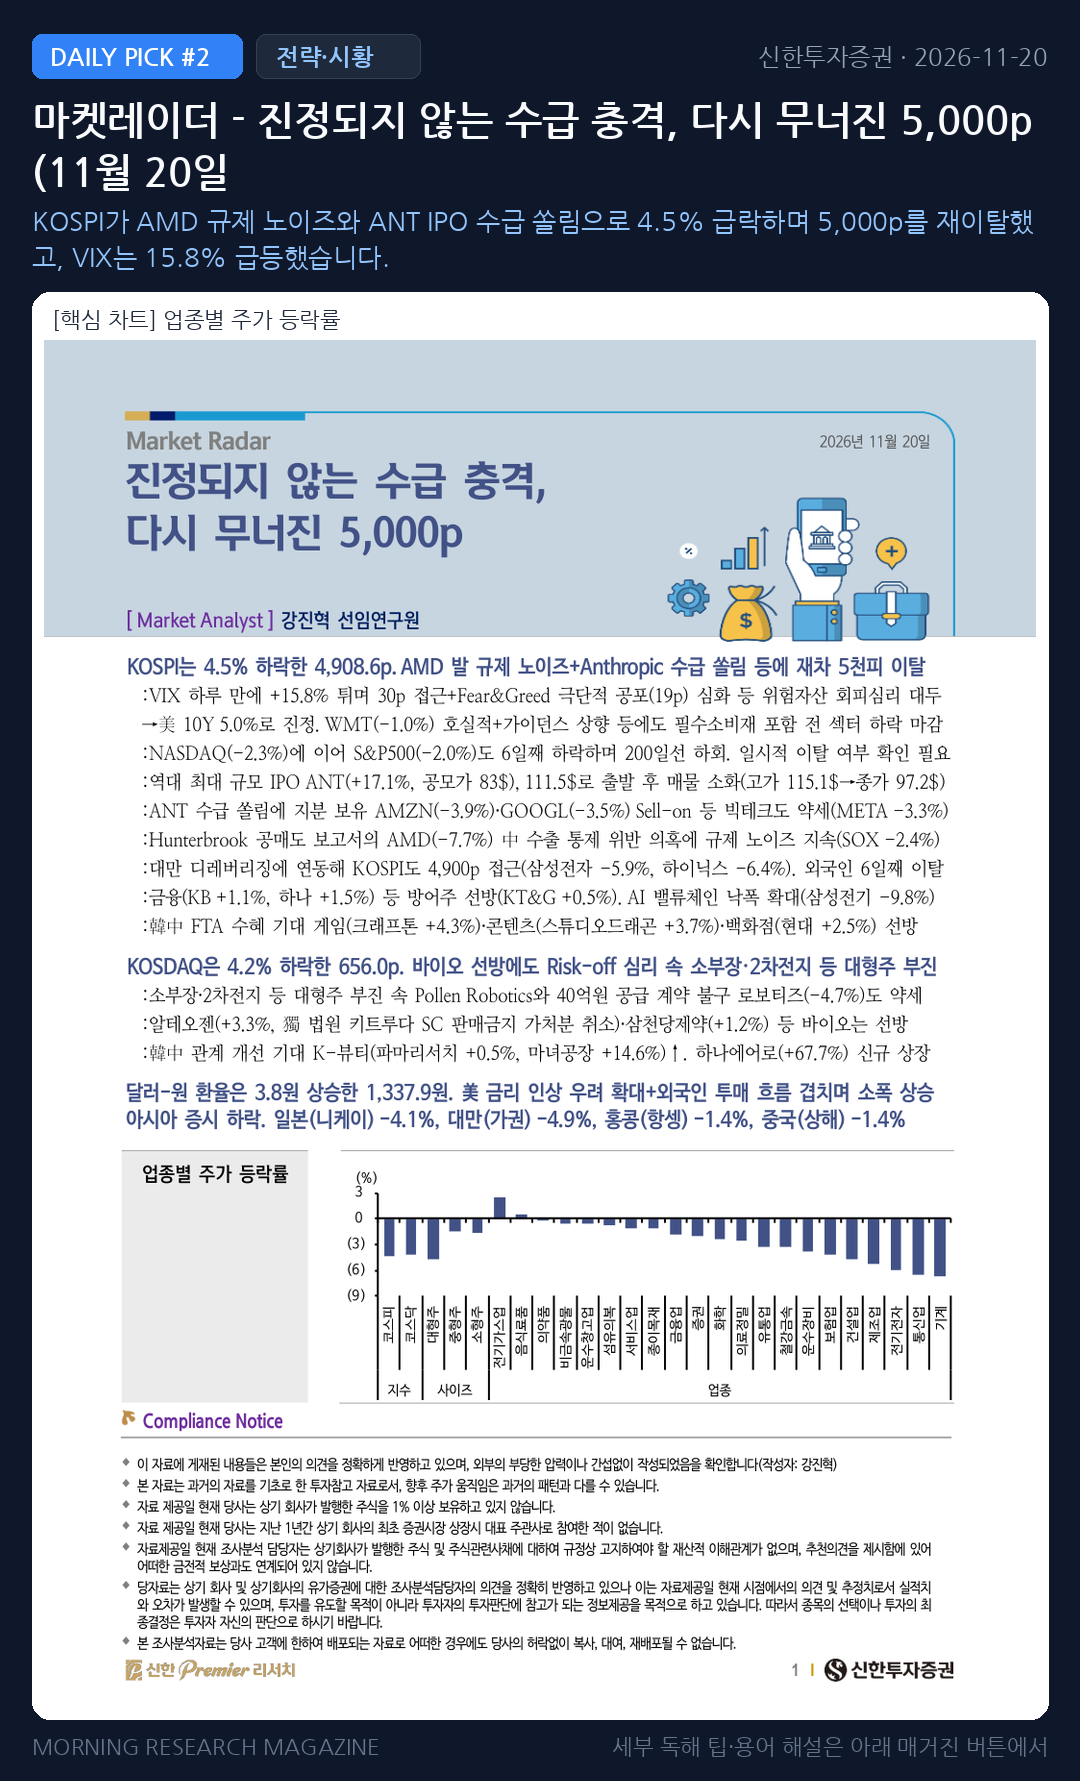 DAILY PICK #2
전략·시황
신한투자증권 · 2026-11-20
마켓레이더 - 진정되지 않는 수급 충격, 다시 무너진 5,000p
(11월 20일
KOSPI가 AMD 규제 노이즈와 ANT IPO 수급 쏠림으로 4.5% 급락하며 5,000p를 재이탈했
고, VIX는 15.8% 급등했습니다.
[핵심 차트] 업종별 주가 등락률
Market Radar
2026년 11월 20일
진정되지 않는 수급 충격,
다시 무너진 5,000p
[ Market Analyst ] 강진혁 선임연구원
KOSPI는 4.5% 하락한 4,908.6p. AMD 발 규제 노이즈+Anthropic 수급 쏠림 등에 재차 5천피 이탈
:VIX 하루 만에 +15.8% 튀며 30p 접근+Fear&Greed 극단적 공포(19p) 심화 등 위험자산 회피심리 대두
→美 10Y 5.0%로 진정. WMT(-1.0%) 호실적+가이던스 상향 등에도 필수소비재 포함 전 섹터 하락 마감
:NASDAQ(-2.3%)에 이어 S&P500(-2.0%)도 6일째 하락하며 200일선 하회. 일시적 이탈 여부 확인 필요
:역대 최대 규모 IPO ANT(+17.1%, 공모가 83$), 111.5$로 출발 후 매물 소화(고가 115.1$→종가 97.2$)
:ANT 수급 쏠림에 지분 보유 AMZN(-3.9%)·GOOGL(-3.5%) Sell-on 등 빅테크도 약세(META -3.3%)
:Hunterbrook 공매도 보고서의 AMD(-7.7%) 中 수출 통제 위반 의혹에 규제 노이즈 지속(SOX -2.4%)
:대만 디레버리징에 연동해 KOSPI도 4,900p 접근(삼성전자 -5.9%, 하이닉스 -6.4%). 외국인 6일째 이탈
:금융(KB +1.1%, 하나 +1.5%) 등 방어주 선방(KT&G +0.5%). AI 밸류체인 낙폭 확대(삼성전기 -9.8%)
:韓中 FTA 수혜 기대 게임(크래프톤 +4.3%)·콘텐츠(스튜디오드래곤 +3.7%)·백화점(현대 +2.5%) 선방
KOSDAQ은 4.2% 하락한 656.0p. 바이오 선방에도 Risk-off 심리 속 소부장·2차전지 등 대형주 부진
:소부장·2차전지 등 대형주 부진 속 Pollen Robotics와 40억원 공급 계약 불구 로보티즈(-4.7%)도 약세
:알테오젠(+3.3%, 獨 법원 키트루다 SC 판매금지 가처분 취소)·삼천당제약(+1.2%) 등 바이오는 선방
:韓中 관계 개선 기대 K-뷰티(파마리서치 +0.5%, 마녀공장 +14.6%)↑. 하나에어로(+67.7%) 신규 상장
달러-원 환율은 3.8원 상승한 1,337.9원. 美 금리 인상 우려 확대+외국인 투매 흐름 겹치며 소폭 상승
아시아 증시 하락. 일본(니케이) -4.1%, 대만(가권) -4.9%, 홍콩(항셍) -1.4%, 중국(상해) -1.4%
업종별 주가 등락률
(%)
3
0
(3)
(6)
(9)
코스피
코스닥
대형주
중형주
소형주
전기가스업
음식료품
의약품
비금속광물
운수창고업
섬유의복
서비스업
종이목재
금융업
증권
화학
의료정밀
유통업
철강금속
운수장비
보험업
건설업
제조업
전기전자
통신업
기계
지수
사이즈
업종
Compliance Notice
이 자료에 게재된 내용들은 본인의 의견을 정확하게 반영하고 있으며, 외부의 부당한 압력이나 간섭없이 작성되었음을 확인합니다(작성자: 강진혁)
본 자료는 과거의 자료를 기초로 한 투자참고 자료로서, 향후 주가 움직임은 과거의 패턴과 다를 수 있습니다.
자료 제공일 현재 당사는 상기 회사가 발행한 주식을 1% 이상 보유하고 있지 않습니다.
자료 제공일 현재 당사는 지난 1년간 상기 회사의 최초 증권시장 상장시 대표 주관사로 참여한 적이 없습니다.
자료제공일 현재 조사분석 담당자는 상기회사가 발행한 주식 및 주식관련사채에 대하여 규정상 고지하여야 할 재산적 이해관계가 없으며, 추천의견을 제시함에 있어
어떠한 금전적 보상과도 연계되어 있지 않습니다.
당자료는 상기 회사 및 상기회사의 유가증권에 대한 조사분석담당자의 의견을 정확히 반영하고 있으나 이는 자료제공일 현재 시점에서의 의견 및 추정치로서 실적치
와 오차가 발생할 수 있으며, 투자를 유도할 목적이 아니라 투자자의 투자판단에 참고가 되는 정보제공을 목적으로 하고 있습니다. 따라서 종목의 선택이나 투자의 최
종결정은 투자자 자신의 판단으로 하시기 바랍니다.
본 조사분석자료는 당사 고객에 한하여 배포되는 자료로 어떠한 경우에도 당사의 허락없이 복사, 대여, 재배포될 수 없습니다.
신한 Premier 리서치
1
신한투자증권
MORNING RESEARCH MAGAZINE
세부 독해 팁·용어 해설은 아래 매거진 버튼에서